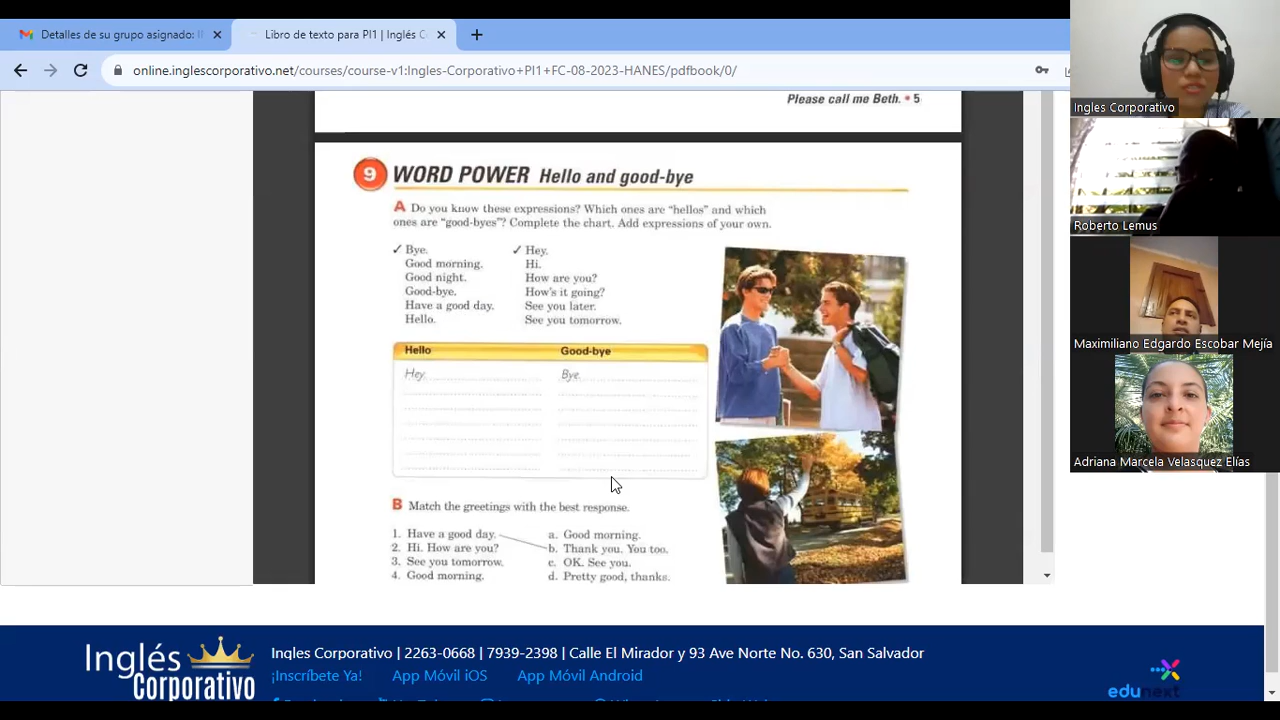 Detalles de su grupo asignado: I
Libro de texto para PI1 | Inglés C
online.inglescorporativo.net/courses/course-v1:Ingles-Corporativo+PI1+FC-08-2023-HANES/pdfbook/0/
Please call me Beth. • 5
9 WORD POWER Hello and good-bye
A Do you know these expressions? Which ones are “hellos” and which
ones are “good-byes”? Complete the chart. Add expressions of your own.
✓ Bye.
Good morning.
Good night.
Good-bye.
Have a good day.
Hello.
✓ Hey.
Hi.
How are you?
How's it going?
See you later.
See you tomorrow.
Hello Good-bye
Hey. Bye.
B Match the greetings with the best response.
1. Have a good day.
2. Hi. How are you?
3. See you tomorrow.
4. Good morning.
a. Good morning.
b. Thank you. You too.
c. OK. See you.
d. Pretty good, thanks.
Inglés
Corporativo
Ingles Corporativo | 2263-0668 | 7939-2398 | Calle El Mirador y 93 Ave Norte No. 630, San Salvador
¡Inscríbete Ya! App Móvil iOS App Móvil Android
edunext
Ingles Corporativo
Roberto Lemus
Maximiliano Edgardo Escobar Mejía
Adriana Marcela Velasquez Elías